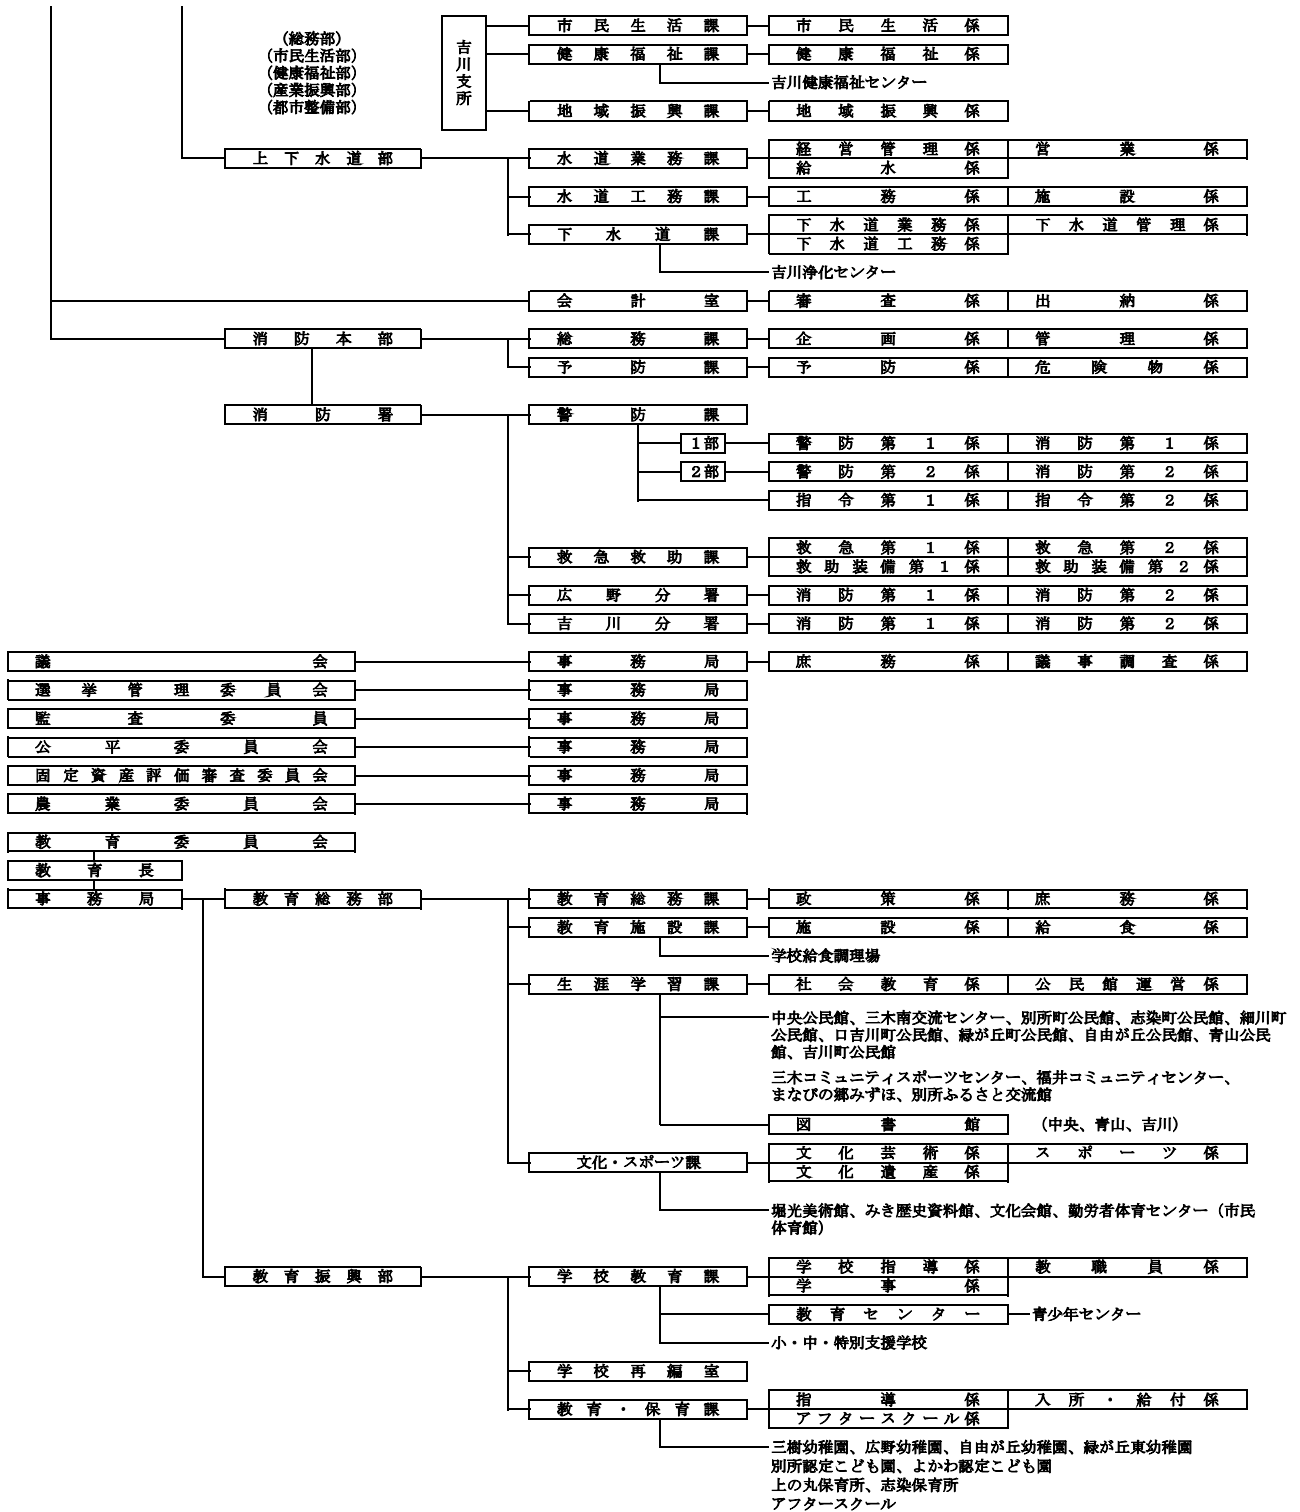 (総務部)
(市民生活部)
(健康福祉部)
(産業振興部)
(都市整備部)
吉川支所
市民生活課 市民生活係
健康福祉課 健康福祉係
吉川健康福祉センター
地域振興課 地域振興係
上下水道部 水道業務課 経営管理係 営業係
給水係
水道工務課 工務係 施設係
下水道課 下水道業務係 下水道管理係
下水道工務係
吉川浄化センター
会計室 審査係 出納係
消防本部 総務課 企画係 管理係
予防課 予防係 危険物係
消防署 警防課
1部 警防第1係 消防第1係
2部 警防第2係 消防第2係
指令第1係 指令第2係
救急救助課 救急第1係 救急第2係
救助装備第1係 救助装備第2係
広野分署 消防第1係 消防第2係
吉川分署 消防第1係 消防第2係
議会 事務局 庶務係 議事調査係
選挙管理委員会 事務局
監査委員 事務局
公平委員会 事務局
固定資産評価審査委員会 事務局
農業委員会 事務局
教育委員会
教育長
事務局 教育総務部 教育総務課 政策係 庶務係
教育施設課 施設係 給食係
学校給食調理場
生涯学習課 社会教育係 公民館運営係
中央公民館、三木南交流センター、別所町公民館、志染町公民館、細川町
公民館、口吉川町公民館、緑が丘町公民館、自由が丘公民館、青山公民
館、吉川町公民館
三木コミュニティスポーツセンター、福井コミュニティセンター、
まなびの郷みずほ、別所ふるさと交流館
図書館 (中央、青山、吉川)
文化・スポーツ課 文化芸術係 スポーツ係
文化遺産係
堀光美術館、みき歴史資料館、文化会館、勤労者体育センター(市民
体育館)
教育振興部 学校教育課 学校指導係 教職員係
学事係
教育センター 青少年センター
小・中・特別支援学校
学校再編室
教育・保育課 指導係 入所・給付係
アフタースクール係
三樹幼稚園、広野幼稚園、自由が丘幼稚園、緑が丘東幼稚園
別所認定こども園、よかわ認定こども園
上の丸保育所、志染保育所
アフタースクール